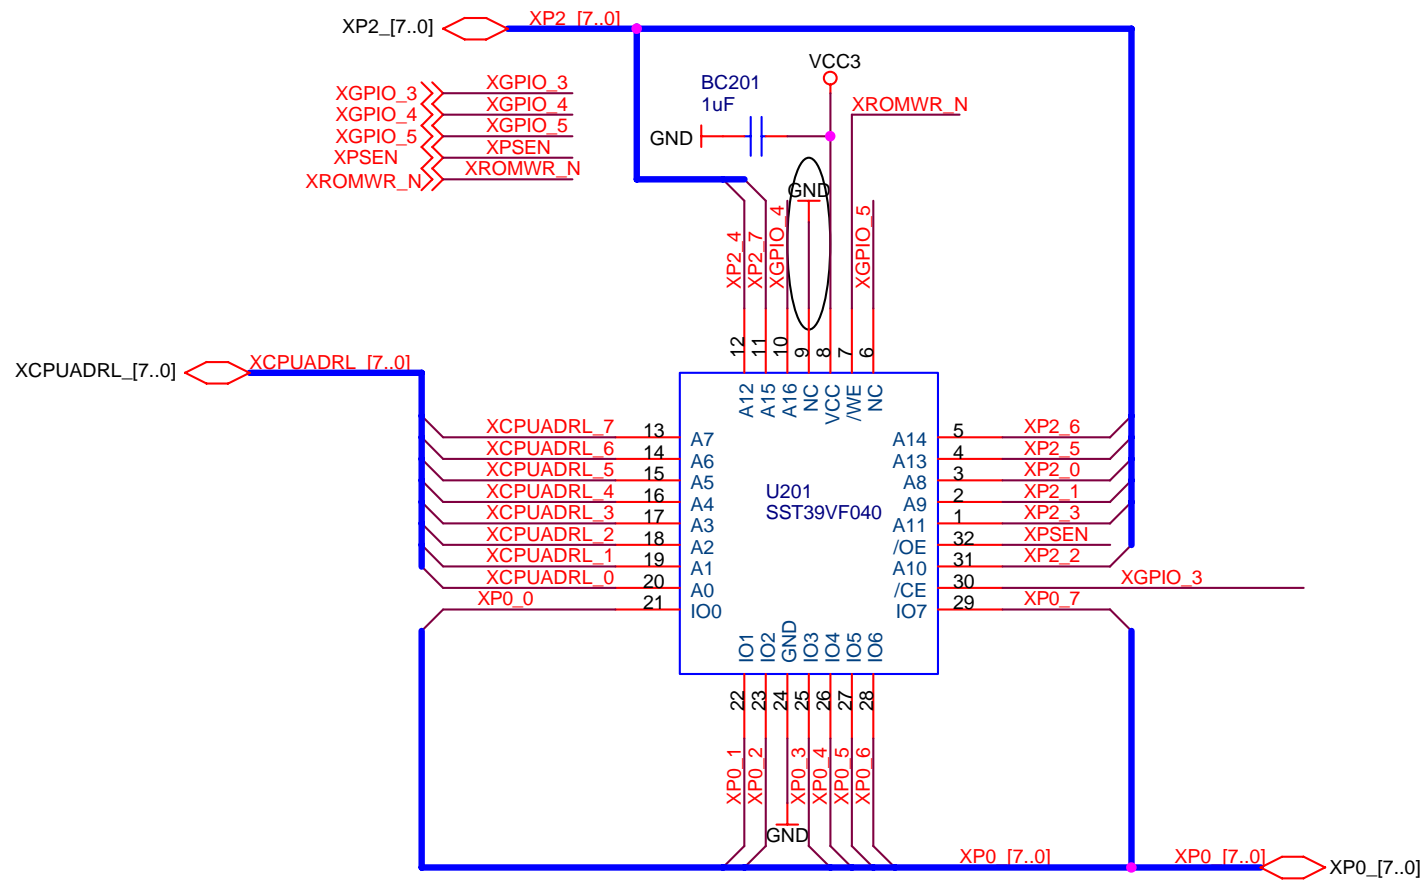 XP2_[7..0]
XP2_[7..0]
VCC3
BC201
1uF
GND
XROMWR_N
XGPIO_3
XGPIO_3
XGPIO_4
XGPIO_4
XGPIO_5
XGPIO_5
XPSEN
XPSEN
XROMWR_N
XROMWR_N
GND
XP2_4
XP2_7
XGPIO_4
XGPIO_5
12
11
10
9
8
7
6
A12
A15
A16
NC
VCC
/WE
NC
XCPUADRL_[7..0]
XCPUADRL_[7..0]
XCPUADRL_7 13 A7
XCPUADRL_6 14 A6
XCPUADRL_5 15 A5
XCPUADRL_4 16 A4
XCPUADRL_3 17 A3
XCPUADRL_2 18 A2
XCPUADRL_1 19 A1
XCPUADRL_0 20 A0
XP0_0 21 IO0
U201
SST39VF040
A14 5 XP2_6
A13 4 XP2_5
A8 3 XP2_0
A9 2 XP2_1
A11 1 XP2_3
/OE 32 XPSEN
A10 31 XP2_2
/CE 30 XGPIO_3
IO7 29 XP0_7
IO1
IO2
GND
IO3
IO4
IO5
IO6
22
23
24
25
26
27
28
XP0_1
XP0_2
XP0_3
XP0_4
XP0_5
XP0_6
GND
XP0_[7..0]
XP0_[7..0]
XP0_[7..0]